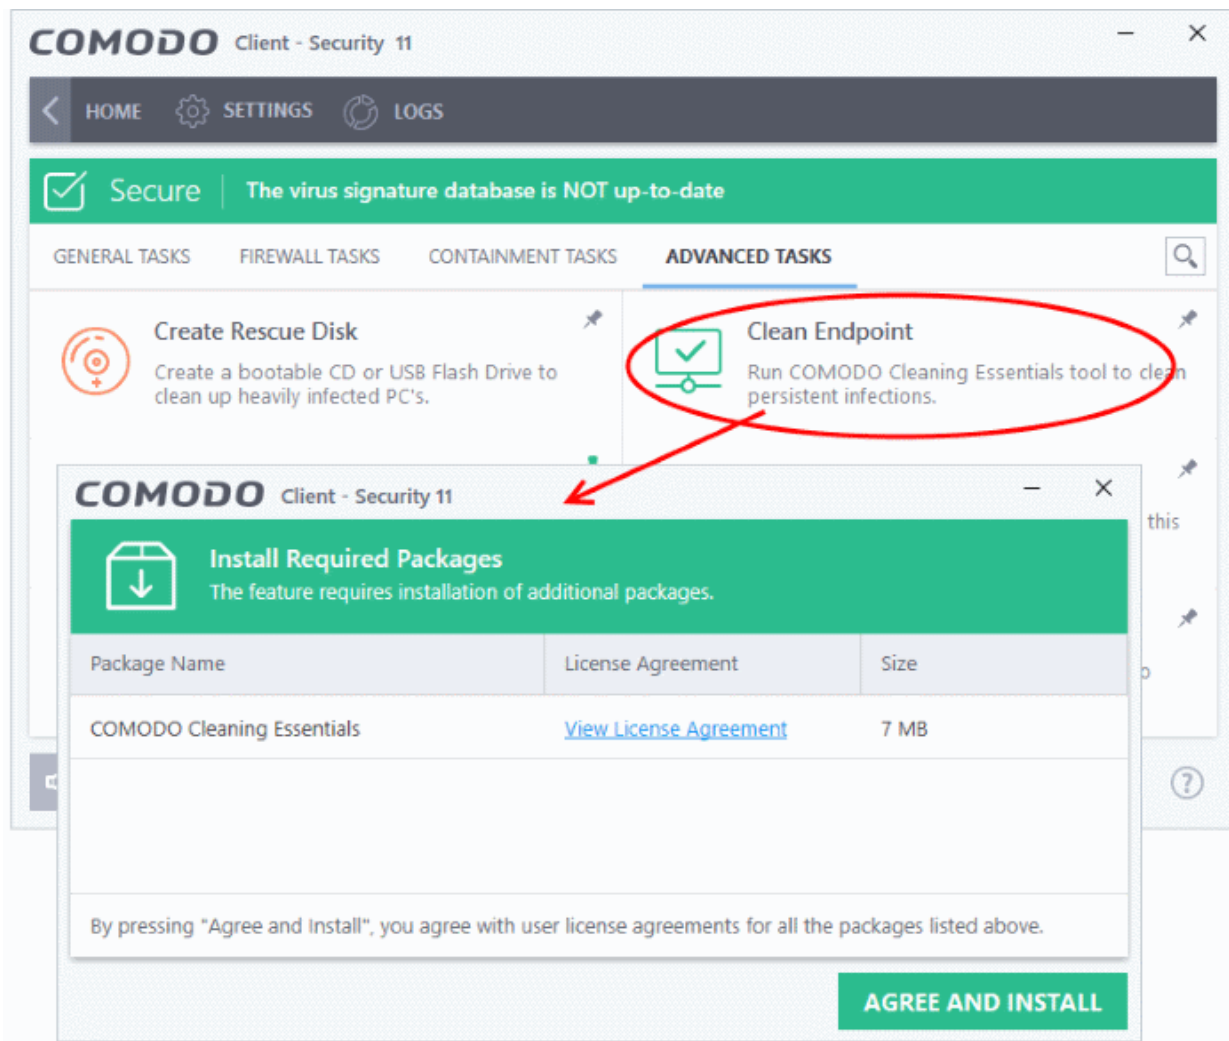 COMODO Client - Security 11
HOME SETTINGS LOGS
Secure The virus signature database is NOT up-to-date
GENERAL TASKS FIREWALL TASKS CONTAINMENT TASKS ADVANCED TASKS
Create Rescue Disk
Create a bootable CD or USB Flash Drive to
clean up heavily infected PC's.
Clean Endpoint
Run COMODO Cleaning Essentials tool to clean
persistent infections.
this
COMODO Client - Security 11
Install Required Packages
The feature requires installation of additional packages.
Package Name License Agreement Size
COMODO Cleaning Essentials View License Agreement 7 MB
By pressing "Agree and Install", you agree with user license agreements for all the packages listed above.
AGREE AND INSTALL